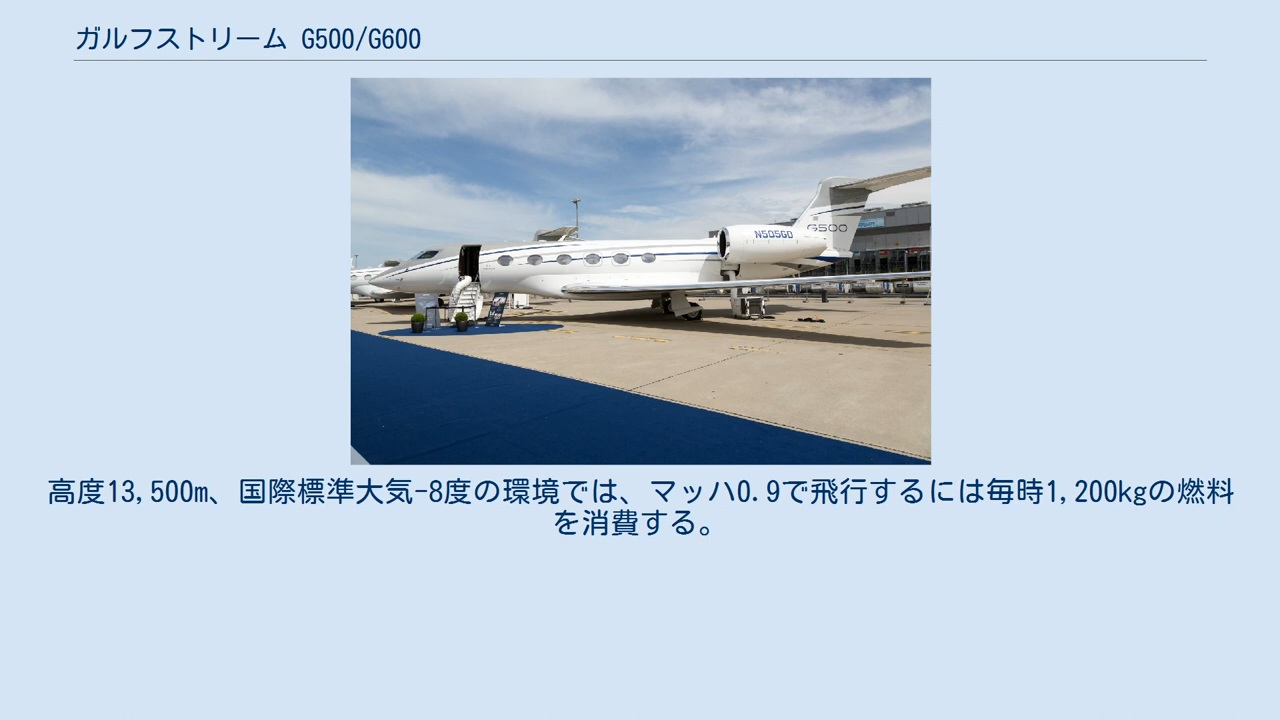 ガルフストリーム G500/G600
N505GD
G500
高度13,500m、国際標準大気-8度の環境では、マッハ0.9で飛行するには毎時1,200kgの燃料
を消費する。